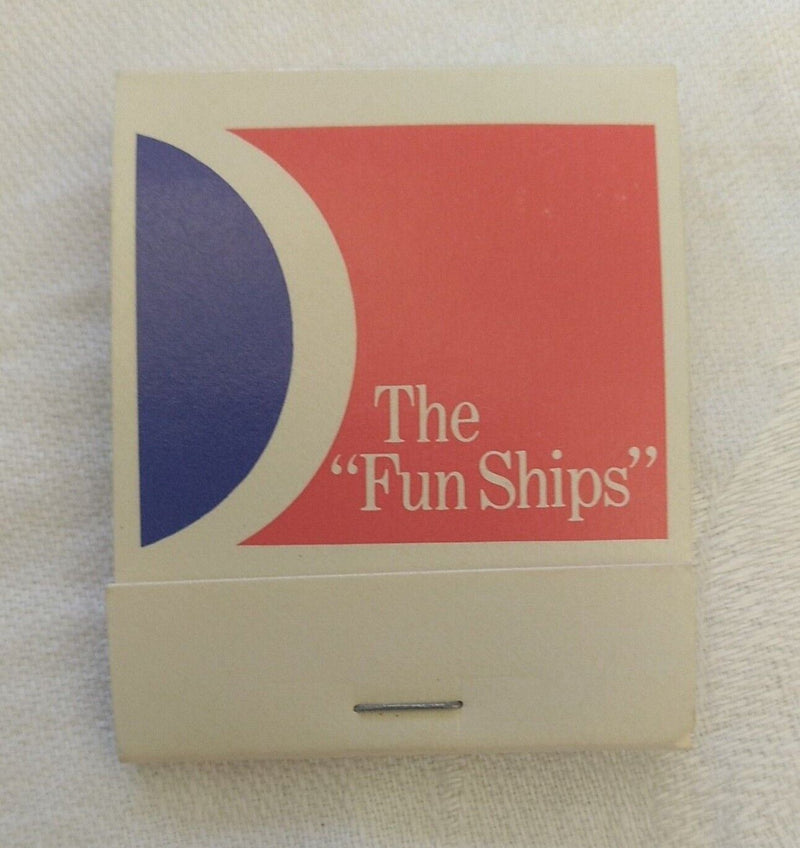 The
“Fun Ships”